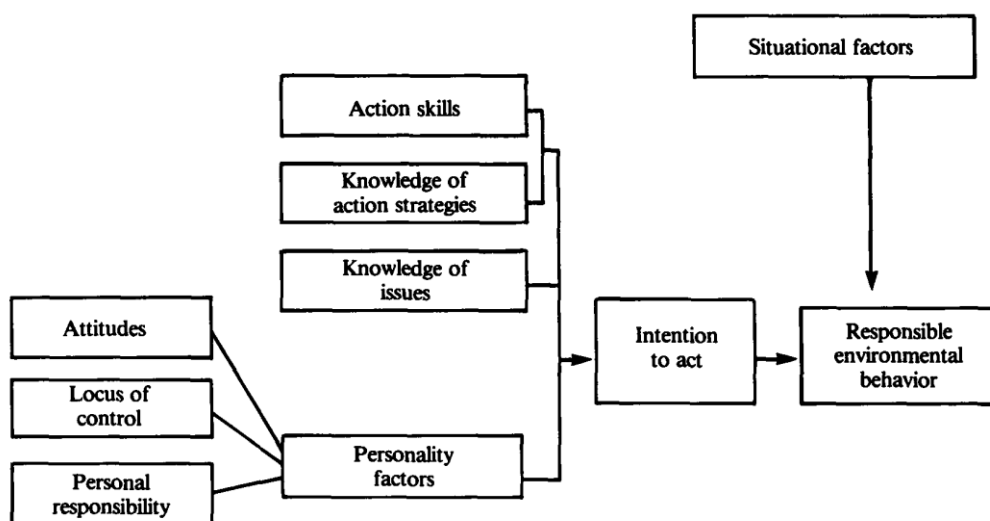 Situational factors
Action skills
Knowledge of
action strategies
Knowledge of
issues
Attitudes
Locus of
control
Personal
responsibility
Personality
factors
Intention
to act
Responsible
environmental
behavior